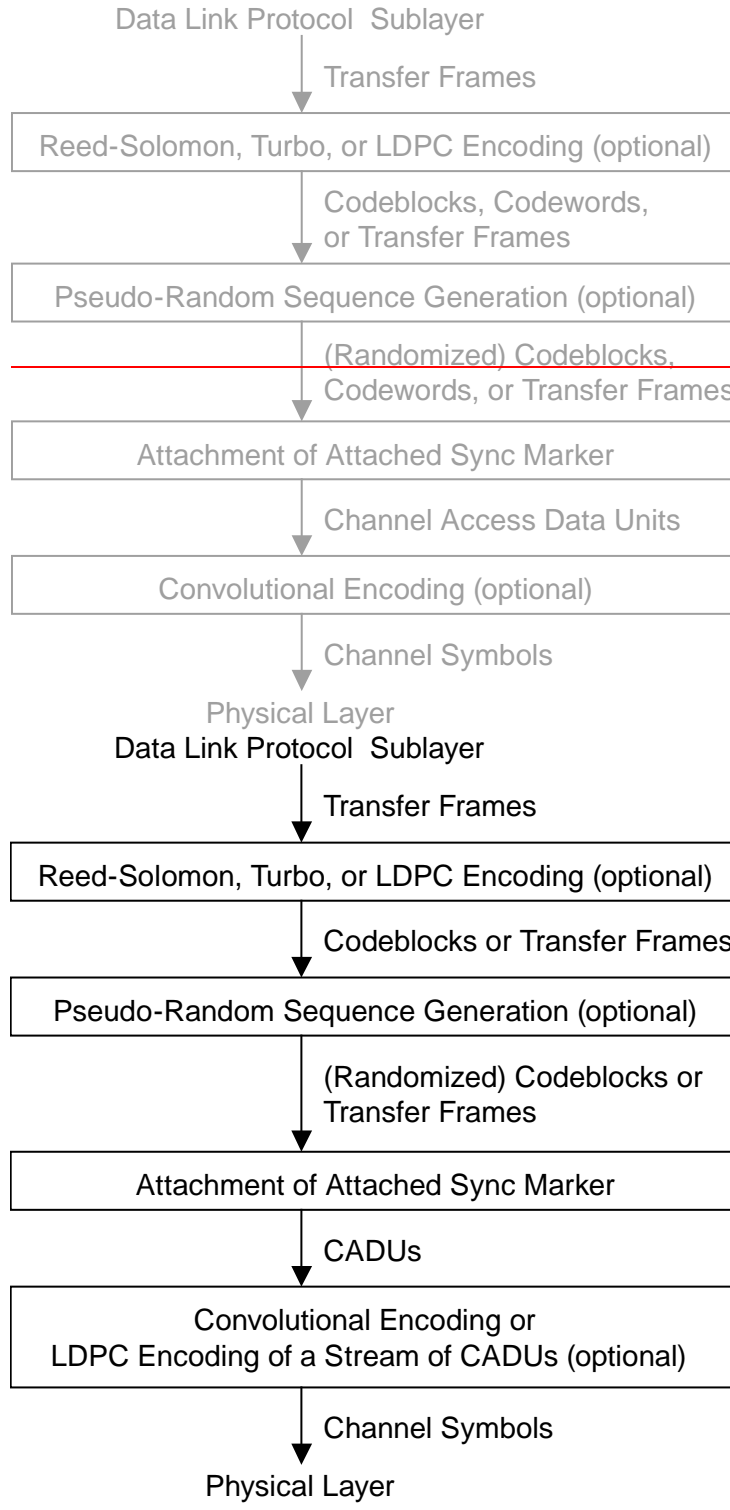 Data Link Protocol Sublayer
Transfer Frames
Reed-Solomon, Turbo, or LDPC Encoding (optional)
Codeblocks, Codewords,
or Transfer Frames
Pseudo-Random Sequence Generation (optional)
(Randomized) Codeblocks,
Codewords, or Transfer Frames
Attachment of Attached Sync Marker
Channel Access Data Units
Convolutional Encoding (optional)
Channel Symbols
Physical Layer
Data Link Protocol Sublayer
Transfer Frames
Reed-Solomon, Turbo, or LDPC Encoding (optional)
Codeblocks or Transfer Frames
Pseudo-Random Sequence Generation (optional)
(Randomized) Codeblocks or
Transfer Frames
Attachment of Attached Sync Marker
CADUs
Convolutional Encoding or
LDPC Encoding of a Stream of CADUs (optional)
Channel Symbols
Physical Layer